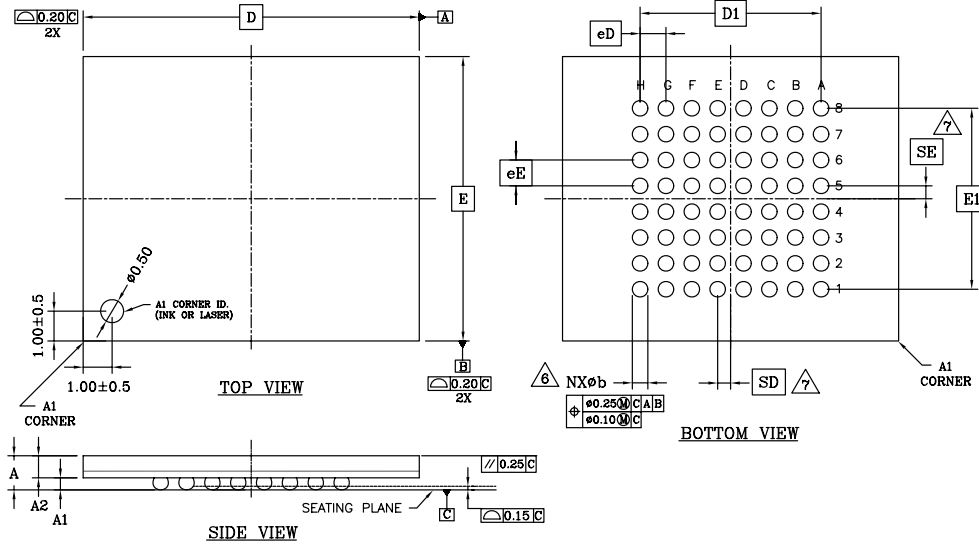 ⌓ 0.20 C
2X
D
A
E
ø0.50
A1 CORNER ID.
(INK OR LASER)
1.00±0.5
1.00±0.5
B
⌓ 0.20 C
2X
TOP VIEW
A1
CORNER
D1
eD
H G F E D C B A
8
7
6
5
4
3
2
1
7
SE
eE
E1
6 NXøb
⌖ ø0.25Ⓜ C A B
ø0.10Ⓜ C
SD 7
A1
CORNER
BOTTOM VIEW
A
A2
A1
// 0.25 C
SEATING PLANE
C
⌓ 0.15 C
SIDE VIEW